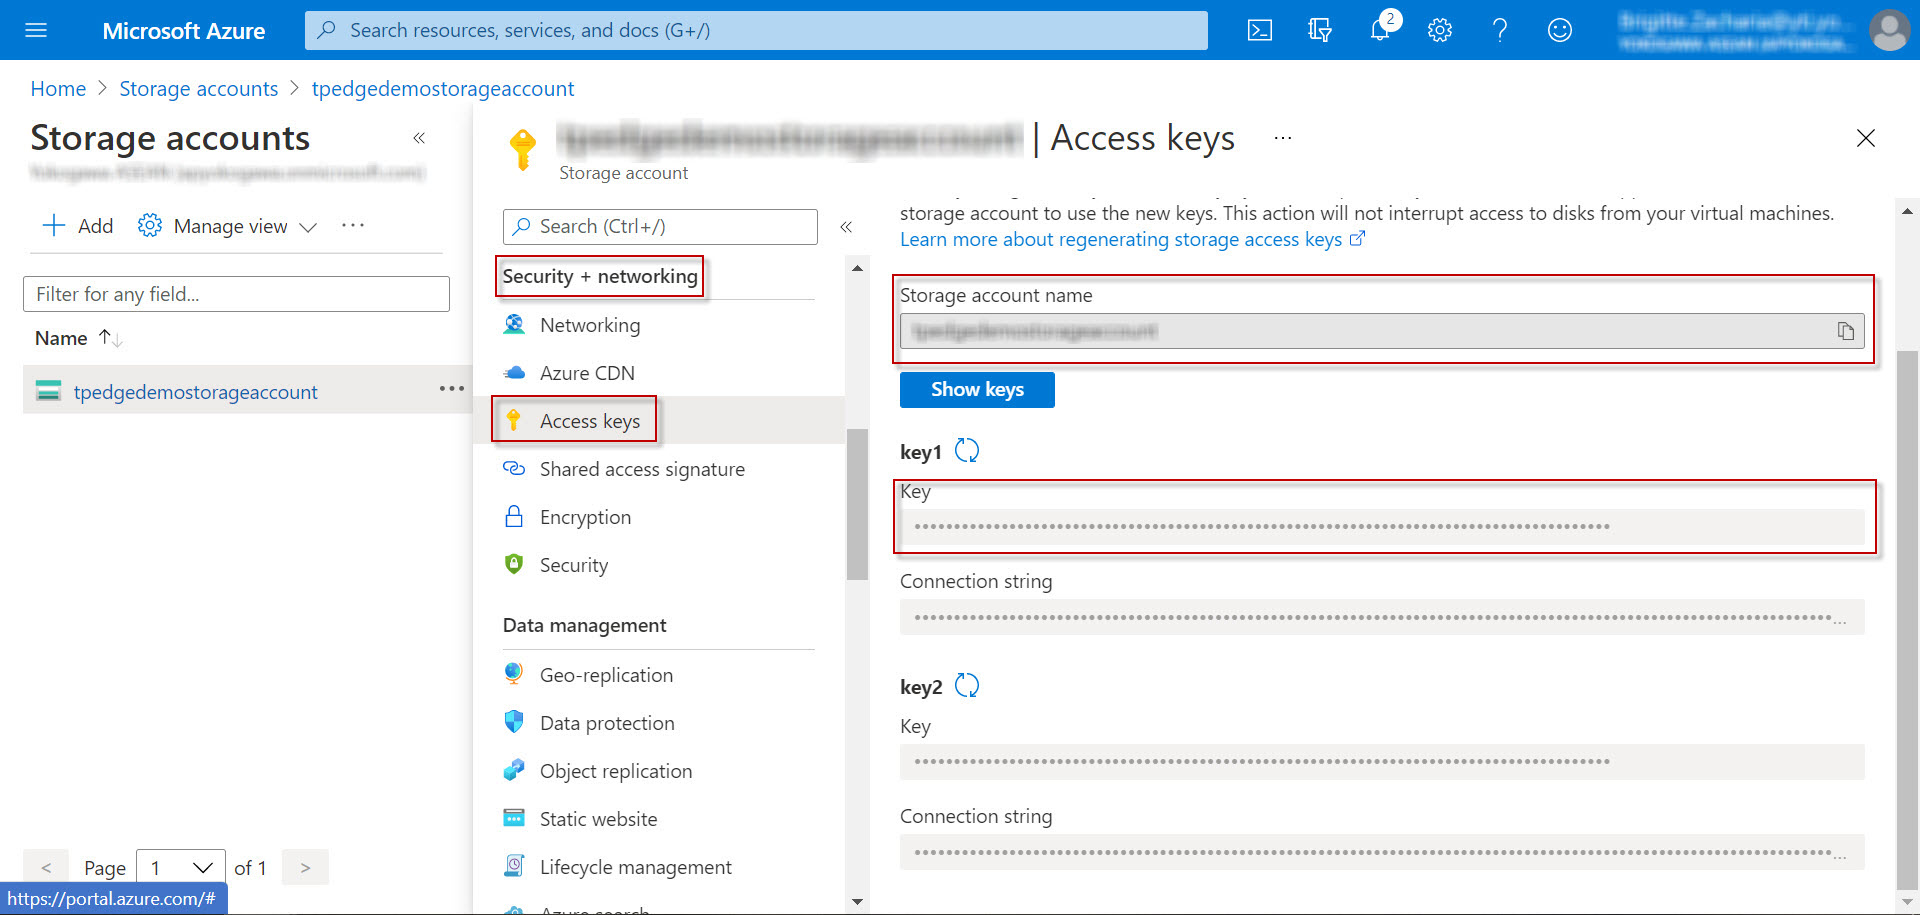 Microsoft Azure
Search resources, services, and docs (G+/)
2
Home > Storage accounts > tpedgedemostorageaccount
Storage accounts
«
| Access keys ...
Storage account
Add
Manage view
...
Filter for any field...
Name ↑↓
tpedgedemostorageaccount
...
< Page 1 of 1 >
https://portal.azure.com/#
Search (Ctrl+/)
«
Security + networking
Networking
Azure CDN
Access keys
Shared access signature
Encryption
Security
Data management
Geo-replication
Data protection
Object replication
Static website
Lifecycle management
Azure search
storage account to use the new keys. This action will not interrupt access to disks from your virtual machines.
Learn more about regenerating storage access keys
Storage account name
Show keys
key1
Key
Connection string
key2
Key
Connection string